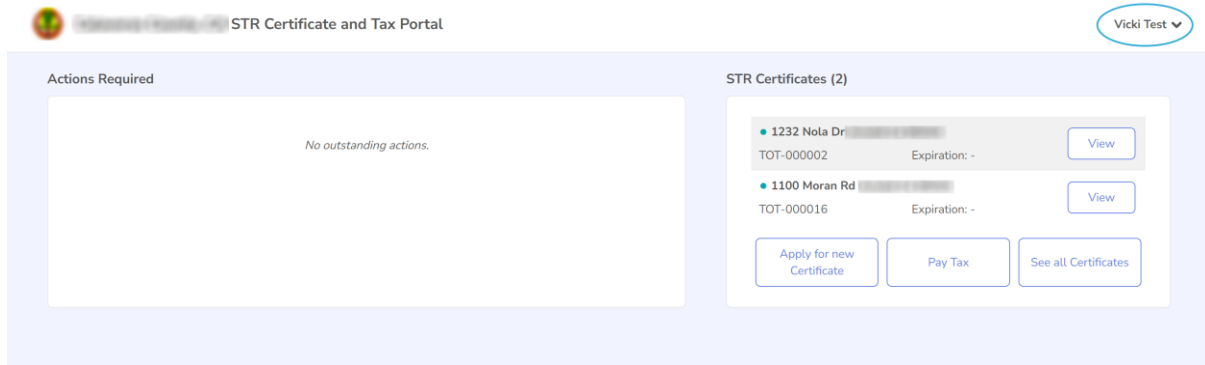 STR Certificate and Tax Portal
Vicki Test
Actions Required
No outstanding actions.
STR Certificates (2)
1232 Nola Dr
View
TOT-000002 Expiration: -
1100 Moran Rd
View
TOT-000016 Expiration: -
Apply for new
Certificate
Pay Tax
See all Certificates